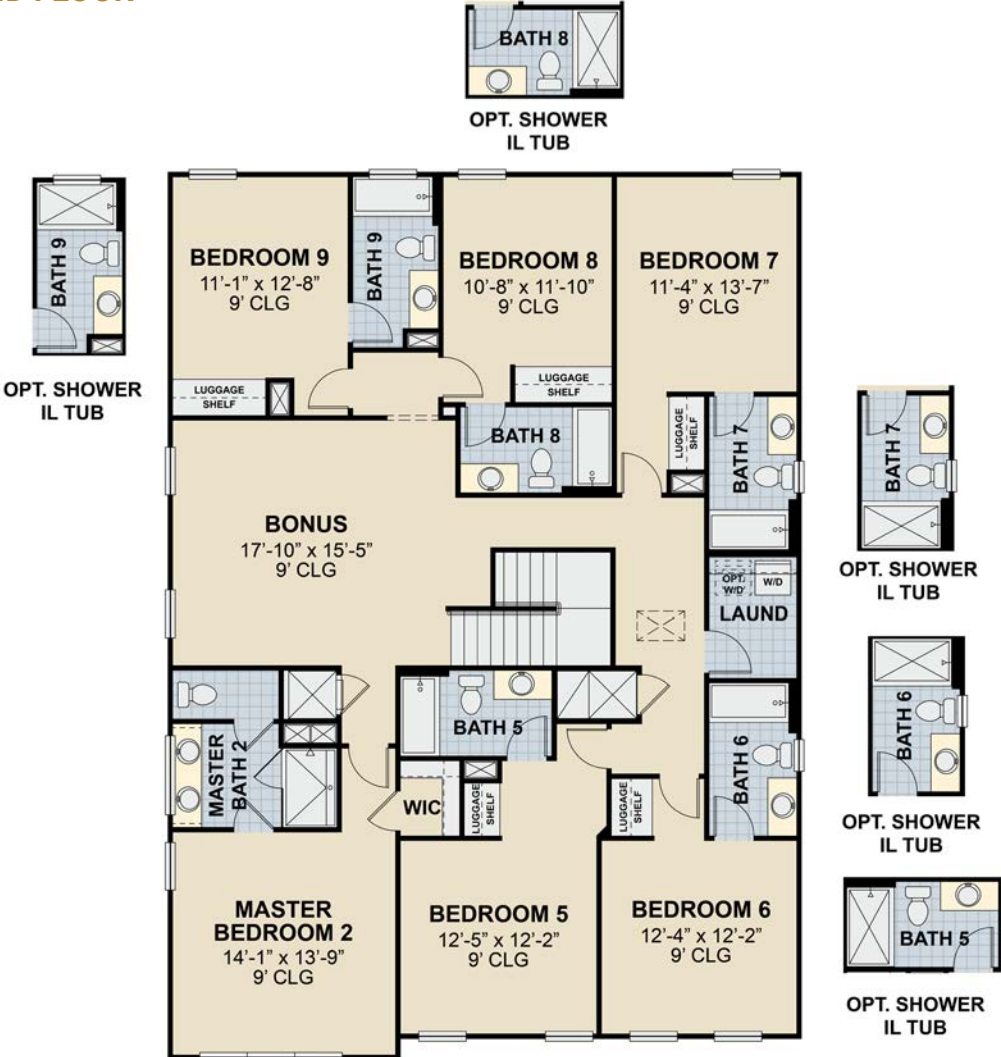 BATH 8
OPT. SHOWER
IL TUB
BATH 9
OPT. SHOWER
IL TUB
BEDROOM 9
11’-1” x 12’-8”
9’ CLG
LUGGAGE
SHELF
BATH 9
BEDROOM 8
10’-8” x 11’-10”
9’ CLG
LUGGAGE
SHELF
BEDROOM 7
11’-4” x 13’-7”
9’ CLG
BATH 8
LUGGAGE
SHELF
BATH 7
BATH 7
OPT. SHOWER
IL TUB
BONUS
17’-10” x 15’-5”
9’ CLG
OPT.
W/D
W/D
LAUND
MASTER
BATH 2
BATH 5
WIC
LUGGAGE
SHELF
LUGGAGE
SHELF
BATH 6
BATH 6
OPT. SHOWER
IL TUB
MASTER
BEDROOM 2
14’-1” x 13’-9”
9’ CLG
BEDROOM 5
12’-5” x 12’-2”
9’ CLG
BEDROOM 6
12’-4” x 12’-2”
9’ CLG
BATH 5
OPT. SHOWER
IL TUB